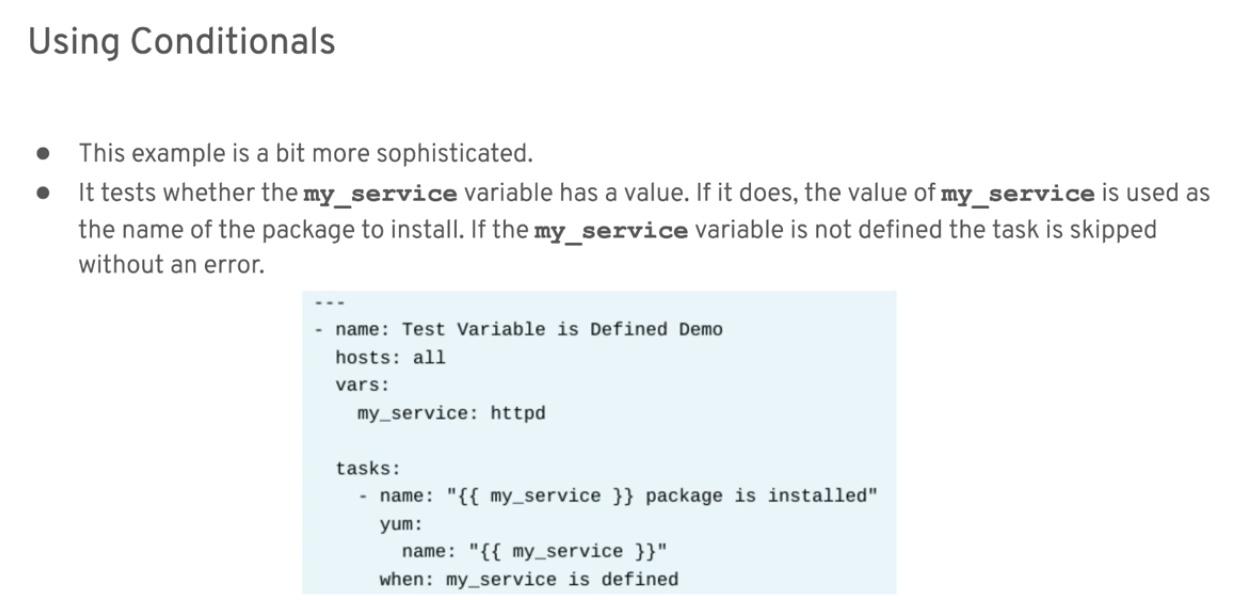 Using Conditionals
● This example is a bit more sophisticated.
● It tests whether the my_service variable has a value. If it does, the value of my_service is used as
the name of the package to install. If the my_service variable is not defined the task is skipped
without an error.
---
- name: Test Variable is Defined Demo
  hosts: all
  vars:
    my_service: httpd

  tasks:
    - name: "{{ my_service }} package is installed"
      yum:
        name: "{{ my_service }}"
      when: my_service is defined